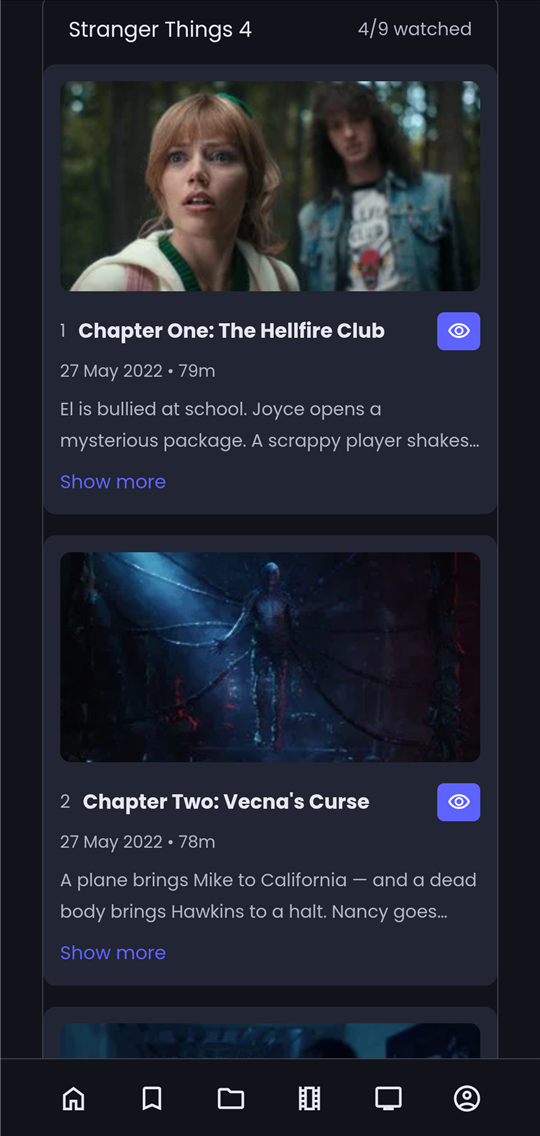 Stranger Things 4
4/9 watched
1 Chapter One: The Hellfire Club
27 May 2022 • 79m
El is bullied at school. Joyce opens a
mysterious package. A scrappy player shakes...
Show more
2 Chapter Two: Vecna's Curse
27 May 2022 • 78m
A plane brings Mike to California — and a dead
body brings Hawkins to a halt. Nancy goes...
Show more